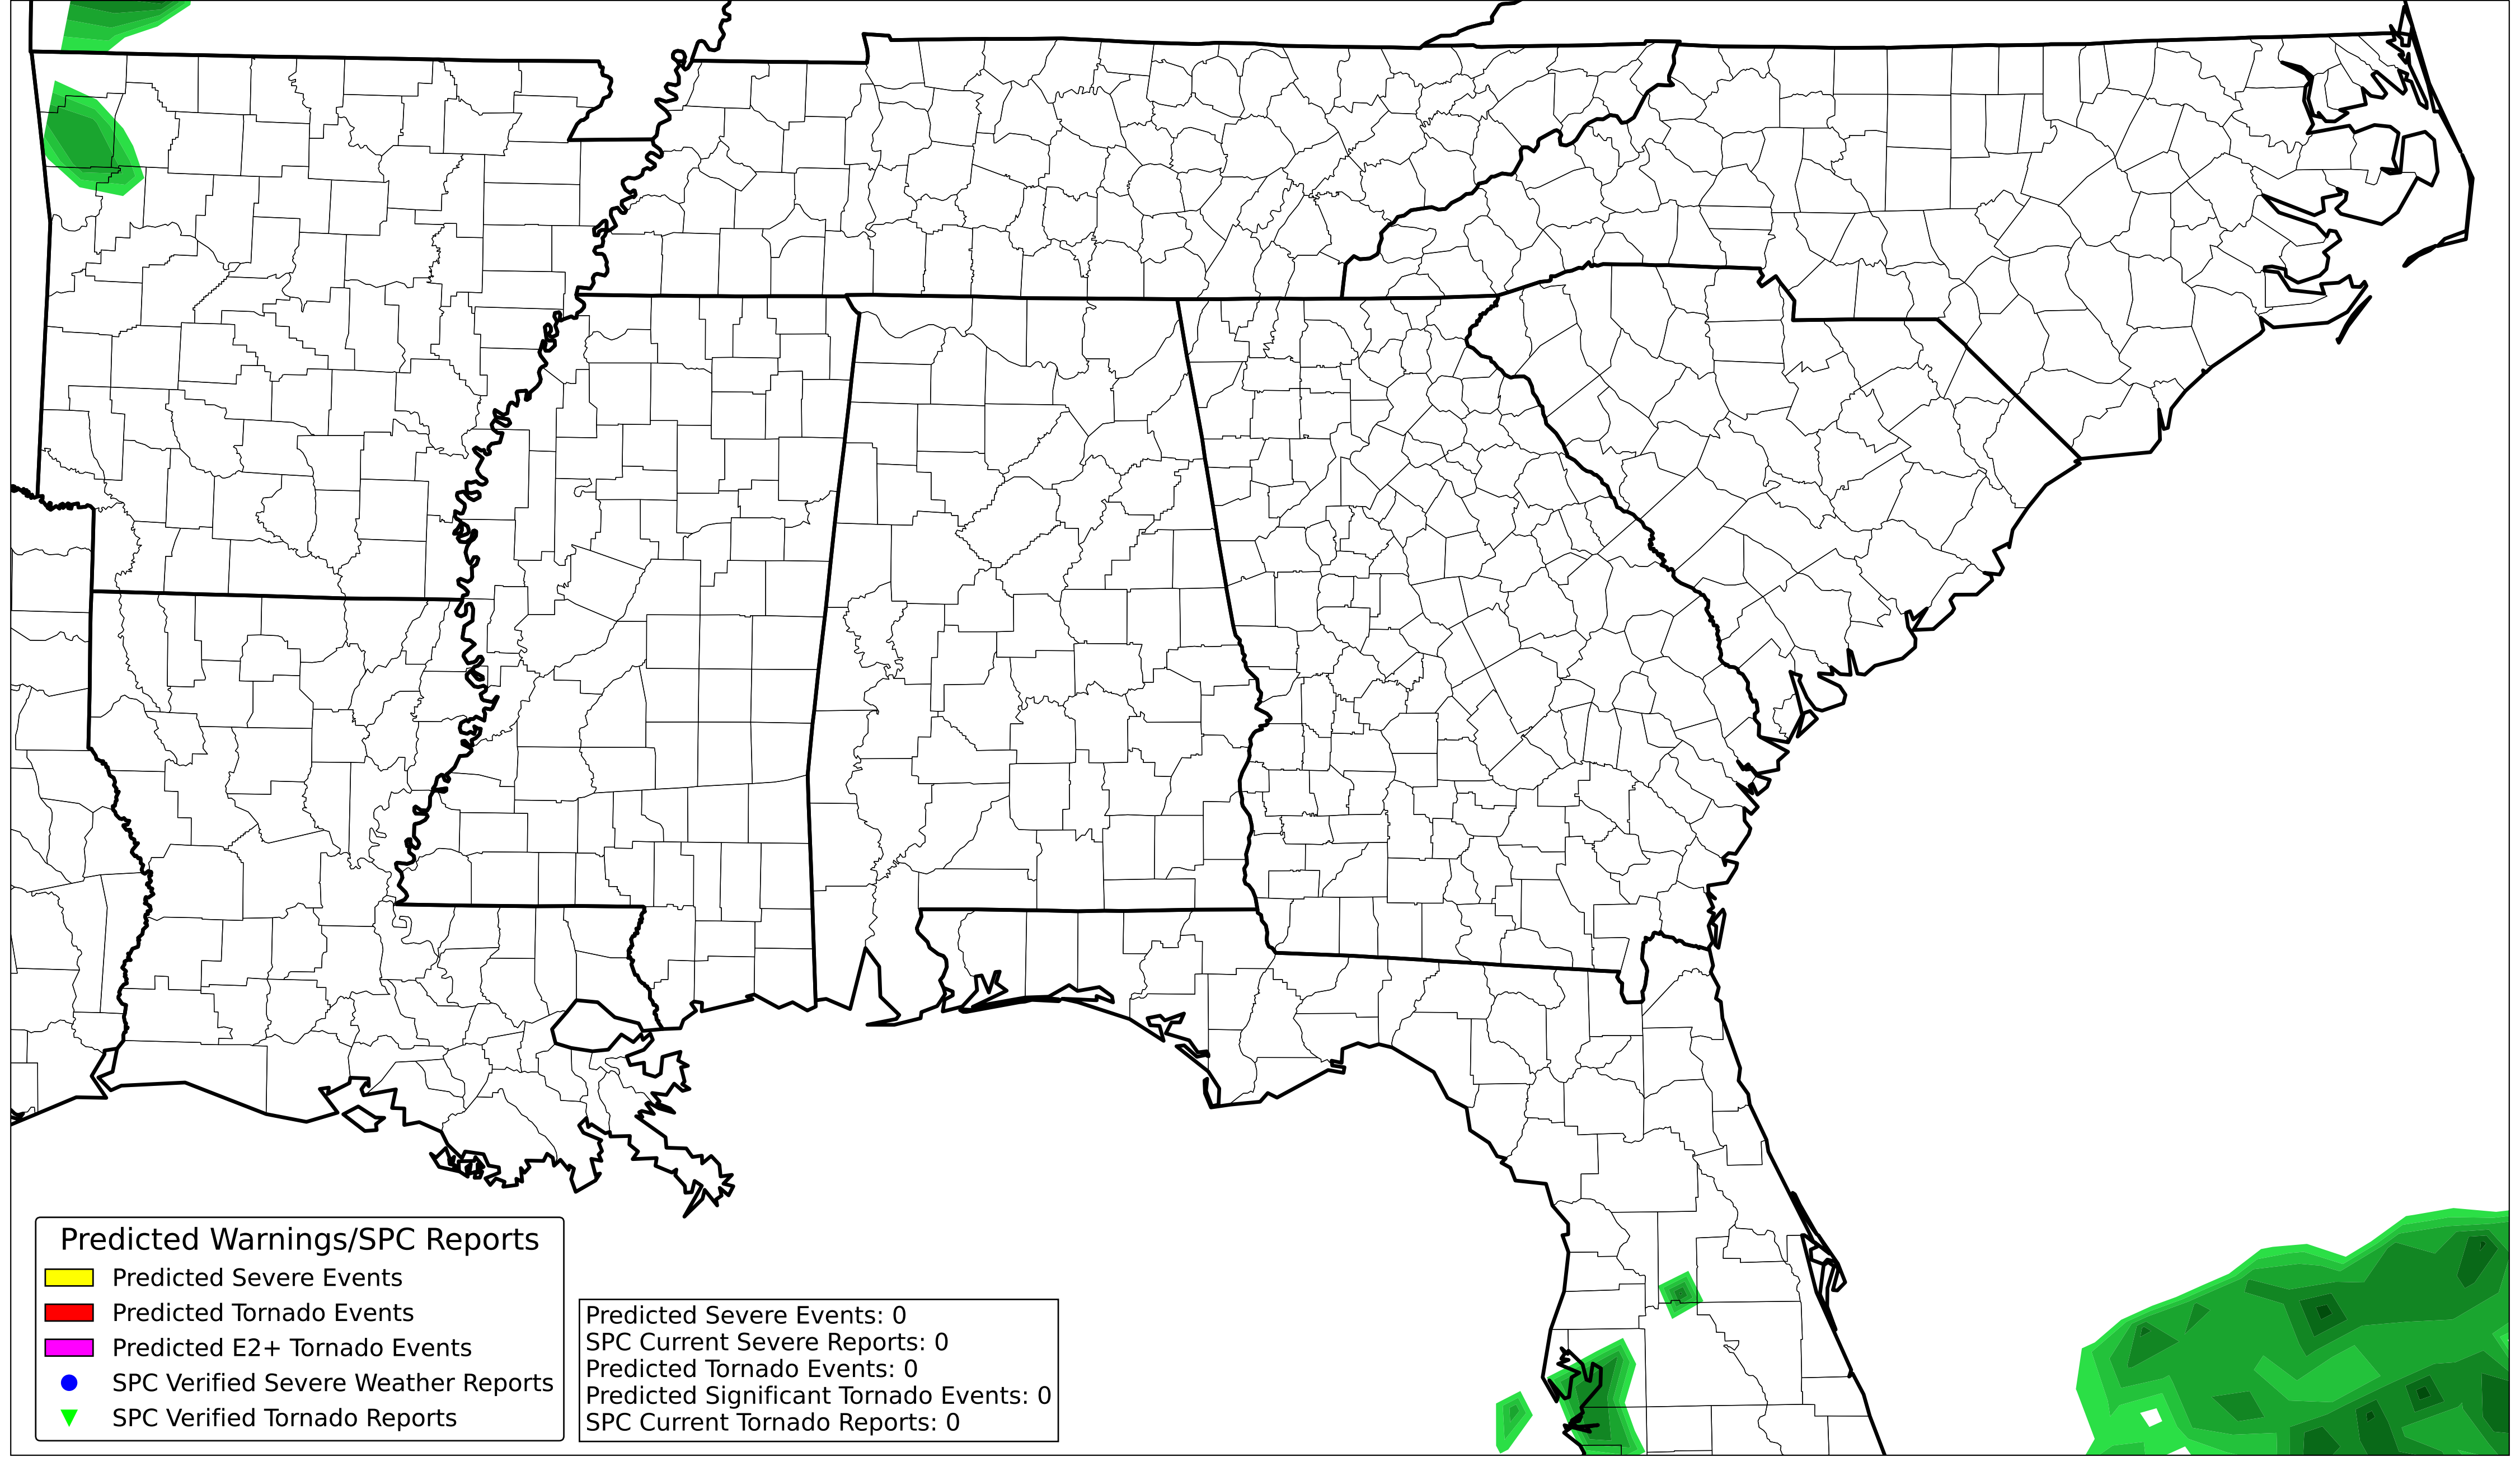 Predicted Warnings/SPC Reports
Predicted Severe Events
Predicted Tornado Events
Predicted E2+ Tornado Events
SPC Verified Severe Weather Reports
SPC Verified Tornado Reports
Predicted Severe Events: 0
SPC Current Severe Reports: 0
Predicted Tornado Events: 0
Predicted Significant Tornado Events: 0
SPC Current Tornado Reports: 0